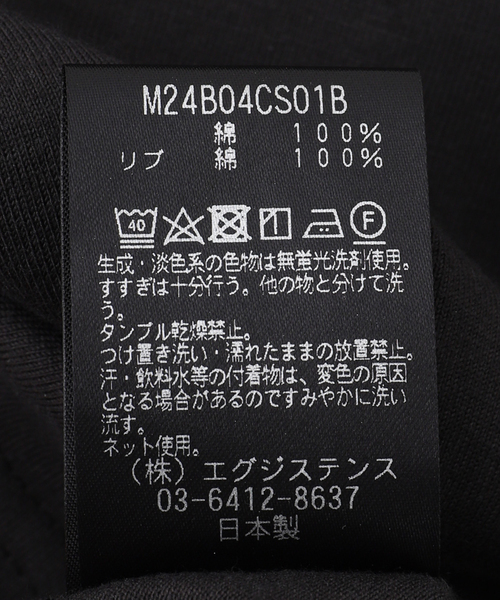 M24B04CS01B
綿 100%
リブ 綿 100%
40 F
生成・淡色系の色物は無蛍光洗剤使用。
すすぎは十分行う。他の物と分けて洗
う。
タンブル乾燥禁止。
つけ置き洗い・濡れたままの放置禁止。
汗・飲料水等の付着物は、変色の原因
となる場合があるのですみやかに洗い
流す。
ネット使用。
(株)エグジステンス
03-6412-8637
日本製